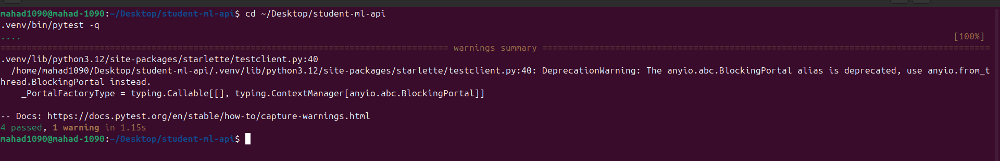 mahad1090@mahad-1090:~/Desktop/student-ml-api$ cd ~/Desktop/student-ml-api
.venv/bin/pytest -q
.... [100%]
====================================================================================== warnings summary ======================================================================================
.venv/lib/python3.12/site-packages/starlette/testclient.py:40
  /home/mahad1090/Desktop/student-ml-api/.venv/lib/python3.12/site-packages/starlette/testclient.py:40: DeprecationWarning: The anyio.abc.BlockingPortal alias is deprecated, use anyio.from_t
hread.BlockingPortal instead.
    _PortalFactoryType = typing.Callable[[], typing.ContextManager[anyio.abc.BlockingPortal]]
-- Docs: https://docs.pytest.org/en/stable/how-to/capture-warnings.html
4 passed, 1 warning in 1.15s
mahad1090@mahad-1090:~/Desktop/student-ml-api$